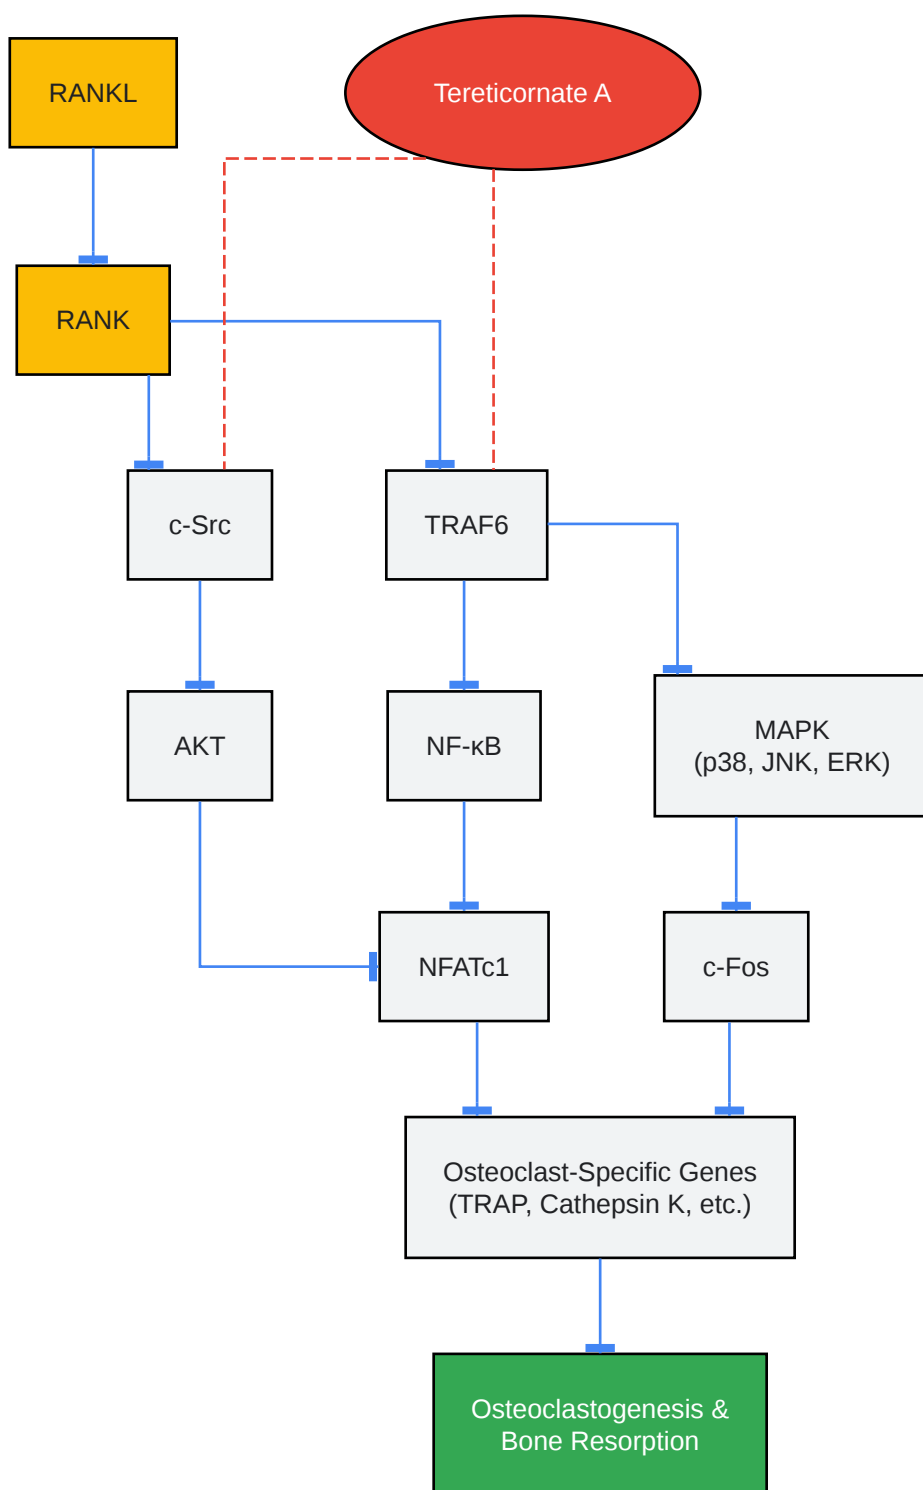 RANKL
Tereticornate A
RANK
c-Src
TRAF6
AKT
NF-κB
MAPK
(p38, JNK, ERK)
NFATc1
c-Fos
Osteoclast-Specific Genes
(TRAP, Cathepsin K, etc.)
Osteoclastogenesis &
Bone Resorption